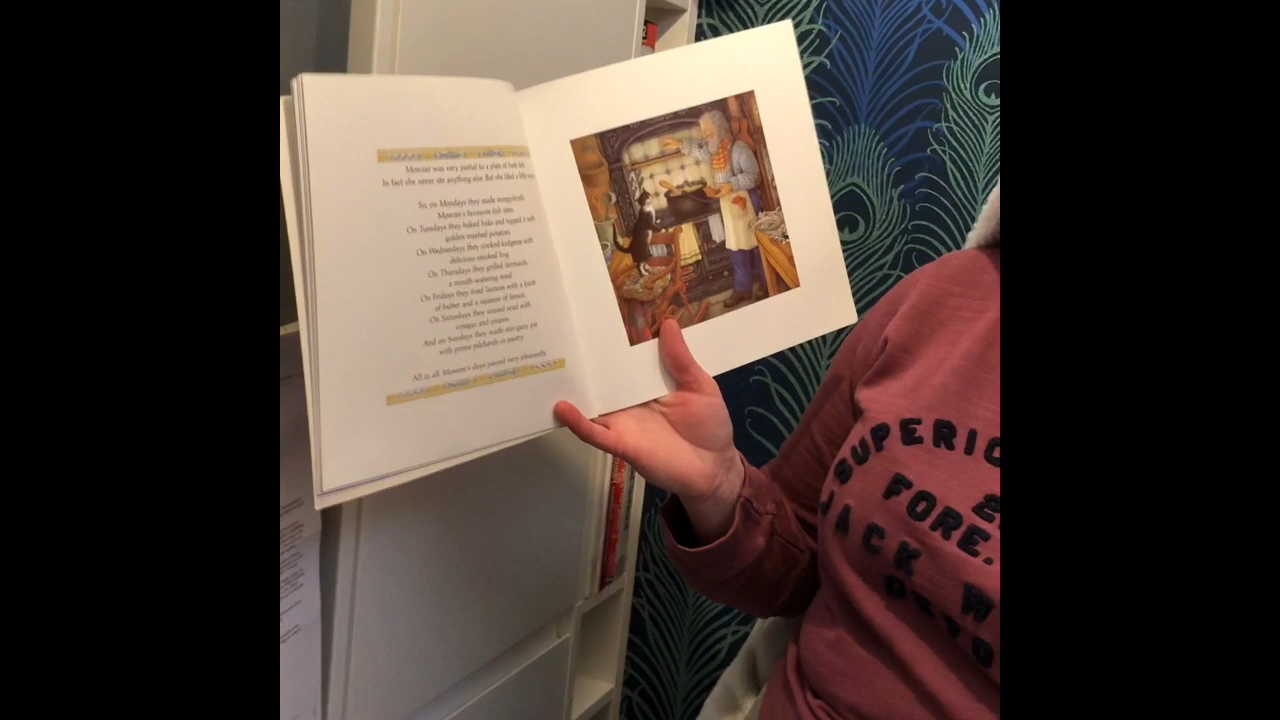 Mowzer was very partial to a plate of fresh fish.
In fact she never ate anything else. But she liked a little
So, on Mondays they made morgy-broth,
Mowzer's favourite fish stew.
On Tuesdays they baked hake and topped it with
golden mashed potatoes.
On Wednesdays they cooked kedgeree with
delicious smoked ling.
On Thursdays they grilled fairmaids,
a mouth-watering meal.
On Fridays they fried launces with a knob
of butter and a squeeze of lemon.
On Saturdays they soused scad with
vinegar and onions.
And on Sundays they made star-gazy pie
with prime pilchards in pastry.
All in all, Mowzer's days passed very pleasantly.
SUPERIO
2
FORE
JACK W